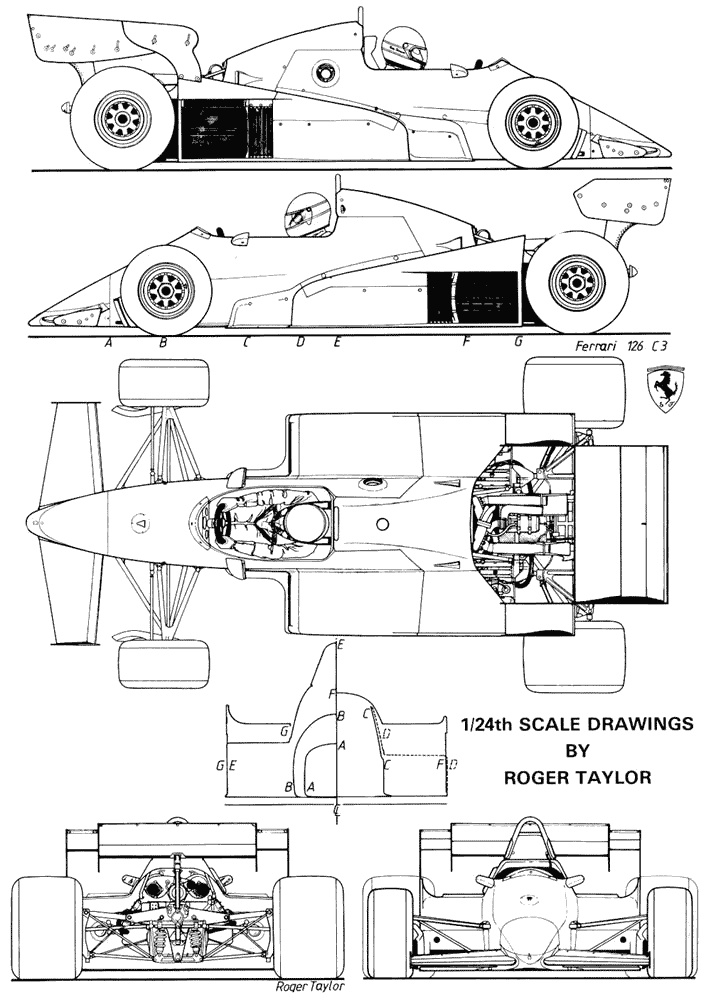 A B C D E F G
Ferrari 126 C3
E
F
B C
G D
A
G E C F D
B A
1/24th SCALE DRAWINGS
BY
ROGER TAYLOR
Roger Taylor